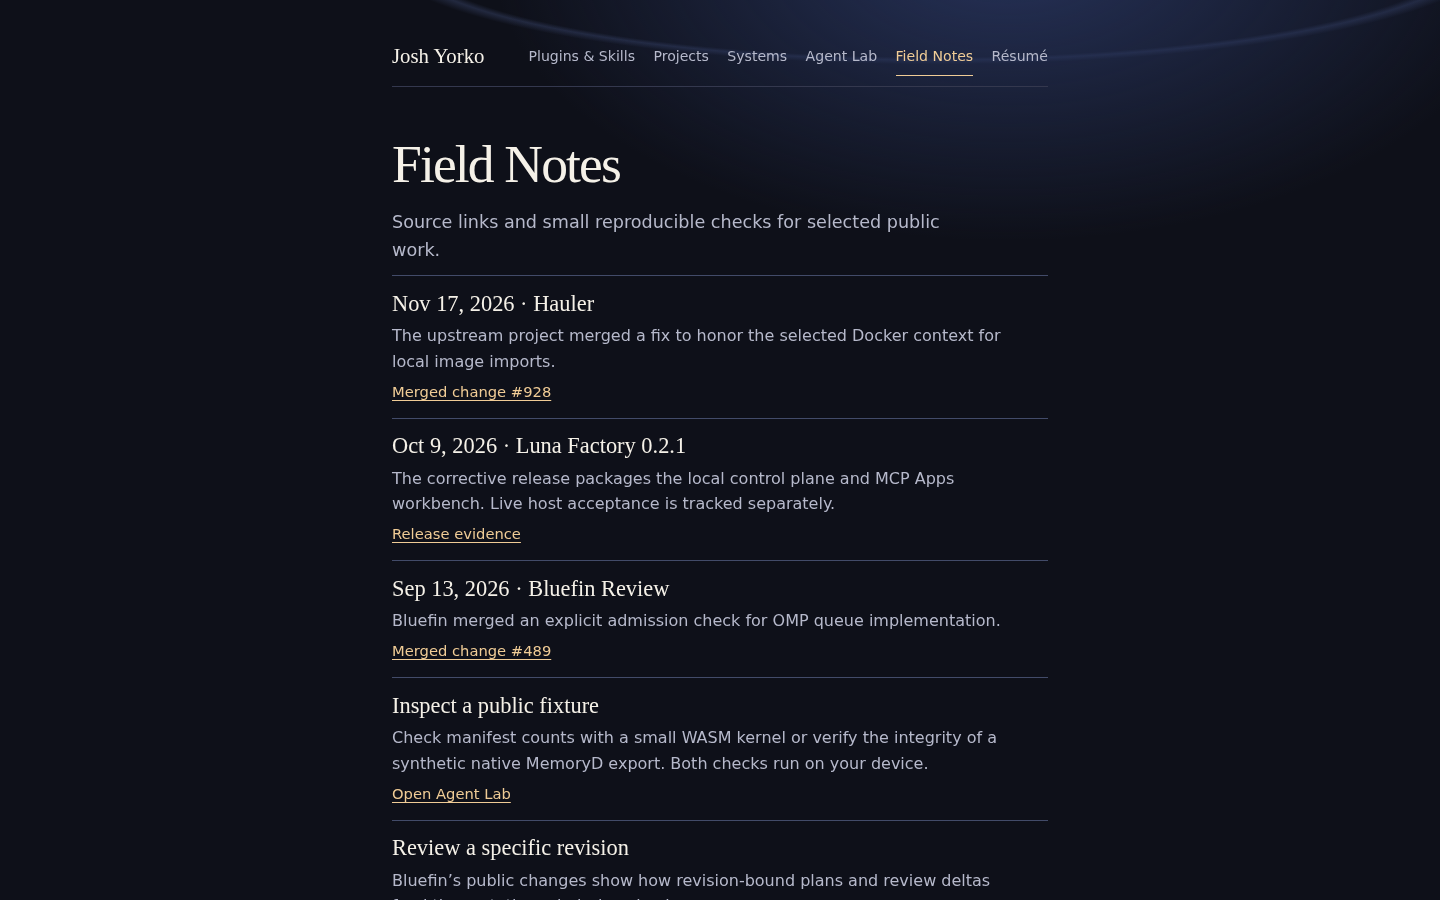 Josh Yorko
Plugins & Skills
Projects
Systems
Agent Lab
Field Notes
Résumé
Field Notes
Source links and small reproducible checks for selected public
work.
Nov 17, 2026 · Hauler
The upstream project merged a fix to honor the selected Docker context for
local image imports.
Merged change #928
Oct 9, 2026 · Luna Factory 0.2.1
The corrective release packages the local control plane and MCP Apps
workbench. Live host acceptance is tracked separately.
Release evidence
Sep 13, 2026 · Bluefin Review
Bluefin merged an explicit admission check for OMP queue implementation.
Merged change #489
Inspect a public fixture
Check manifest counts with a small WASM kernel or verify the integrity of a
synthetic native MemoryD export. Both checks run on your device.
Open Agent Lab
Review a specific revision
Bluefin’s public changes show how revision-bound plans and review deltas